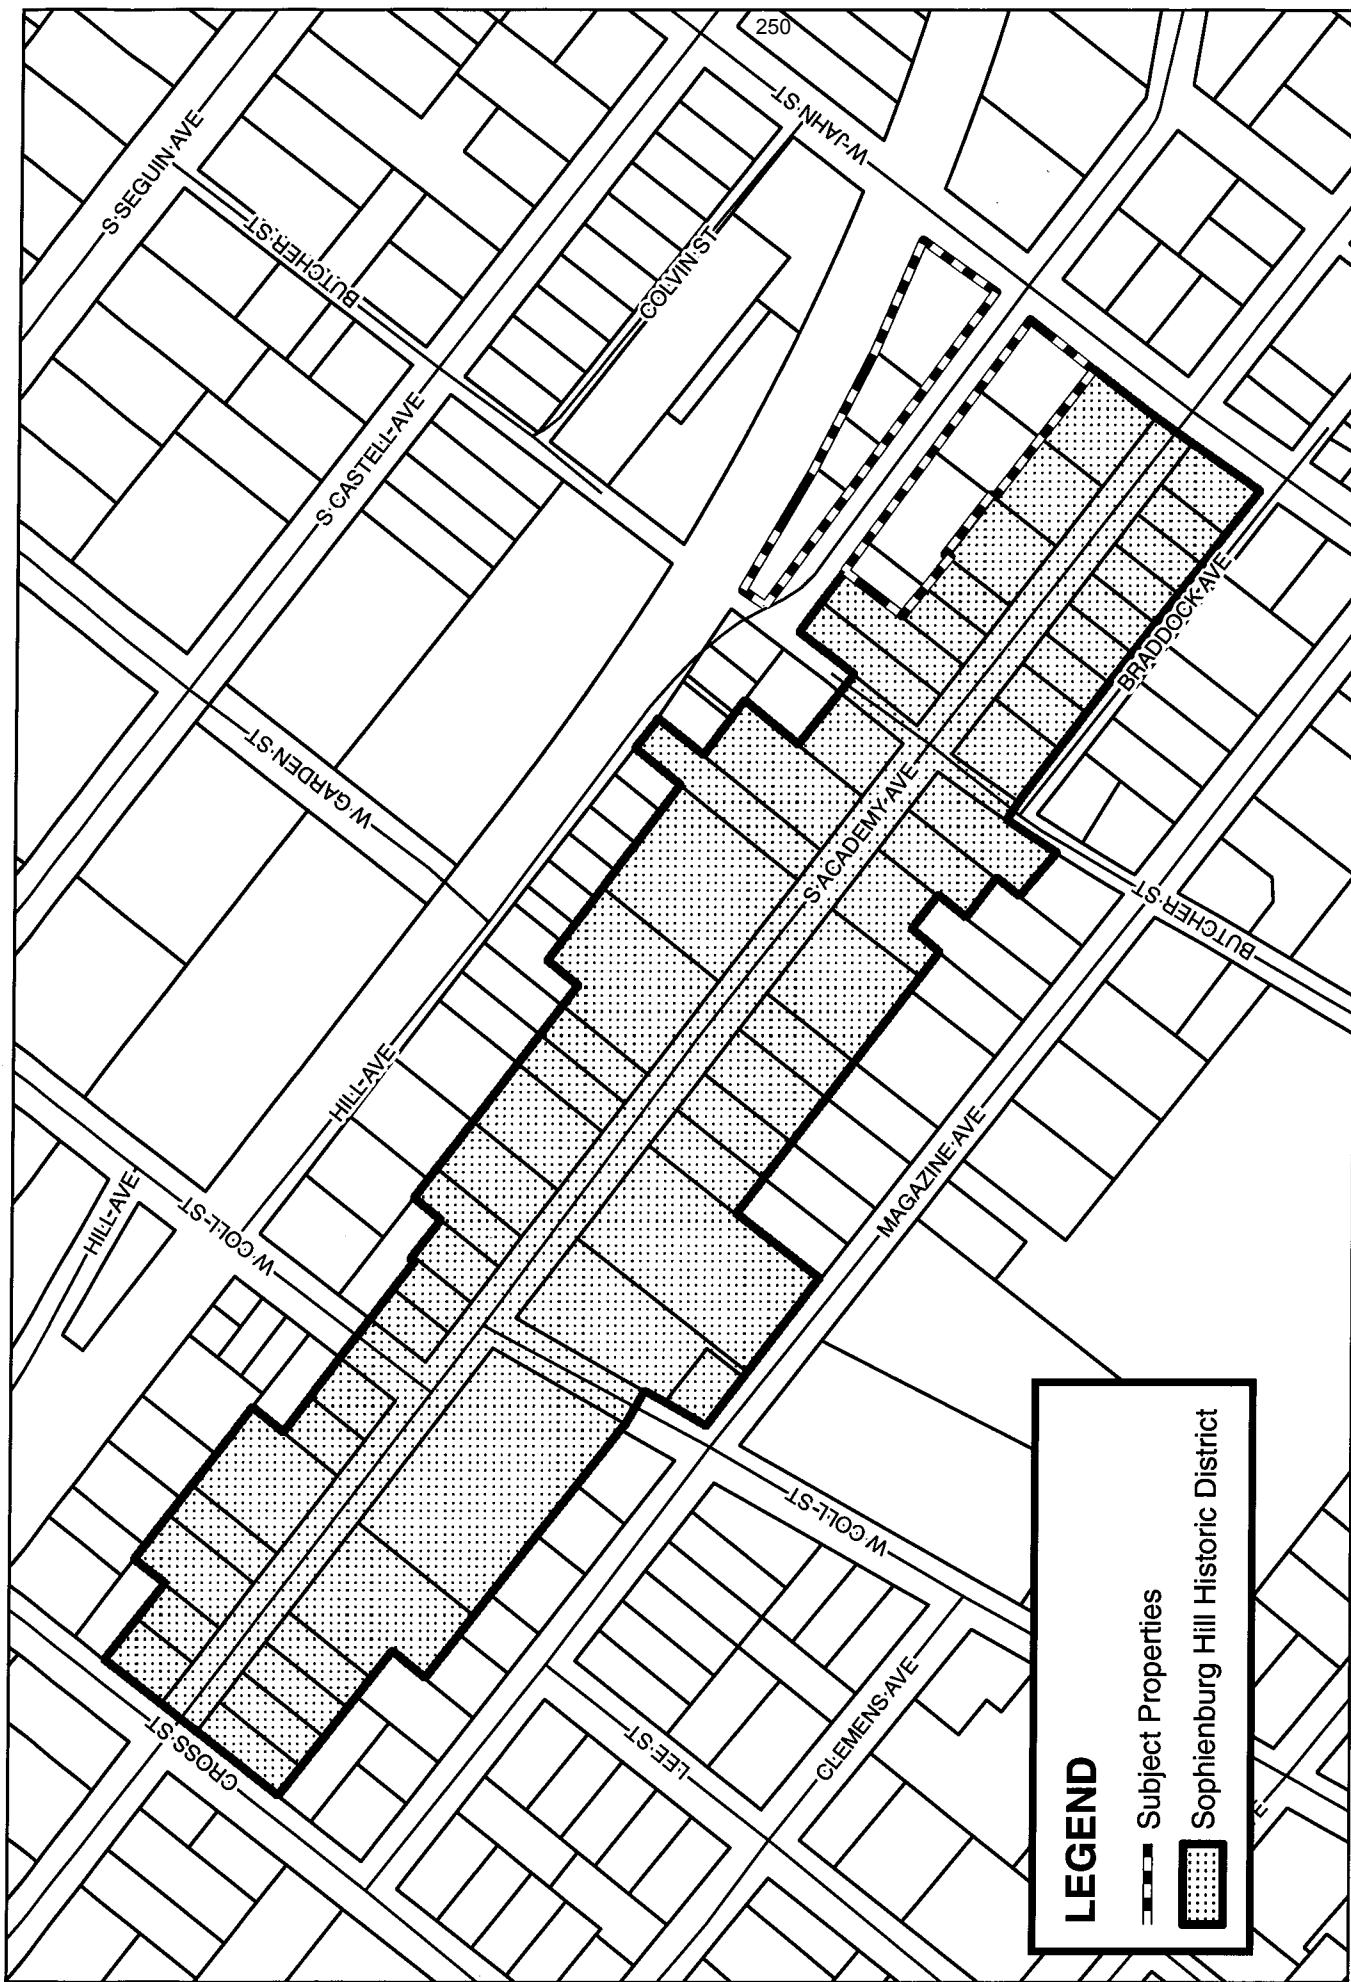 250
S SEGUIN AVE
BUTCHER ST
W JAHN ST
COLVIN ST
S CASTELL AVE
W GARDEN ST
HILL AVE
HILL AVE
W COLL ST
S ACADEMY AVE
BRADDOCK AVE
BUTCHER ST
MAGAZINE AVE
W COLL ST
CROSS ST
LEE ST
CLEMENS AVE
LEGEND
Subject Properties
Sophienburg Hill Historic District